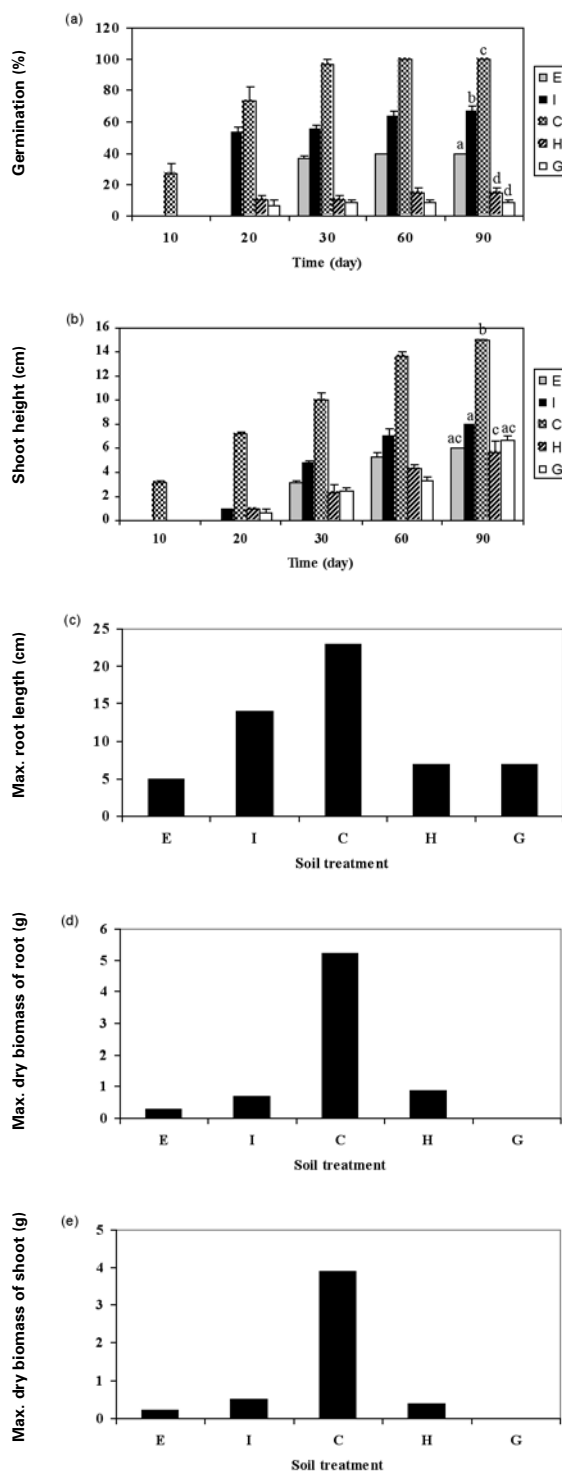 (a)
Germination (%)
120
100
80
60
40
20
0
c
b
a
d
d
10 20 30 60 90
Time (day)
E
I
C
H
G
(b)
Shoot height (cm)
16
14
12
10
8
6
4
2
0
b
a
ac
c
ac
10 20 30 60 90
Time (day)
E
I
C
H
G
(c)
Max. root length (cm)
25
20
15
10
5
0
E I C H G
Soil treatment
(d)
Max. dry biomass of root (g)
6
5
4
3
2
1
0
E I C H G
Soil treatment
(e)
Max. dry biomass of shoot (g)
5
4
3
2
1
0
E I C H G
Soil treatment